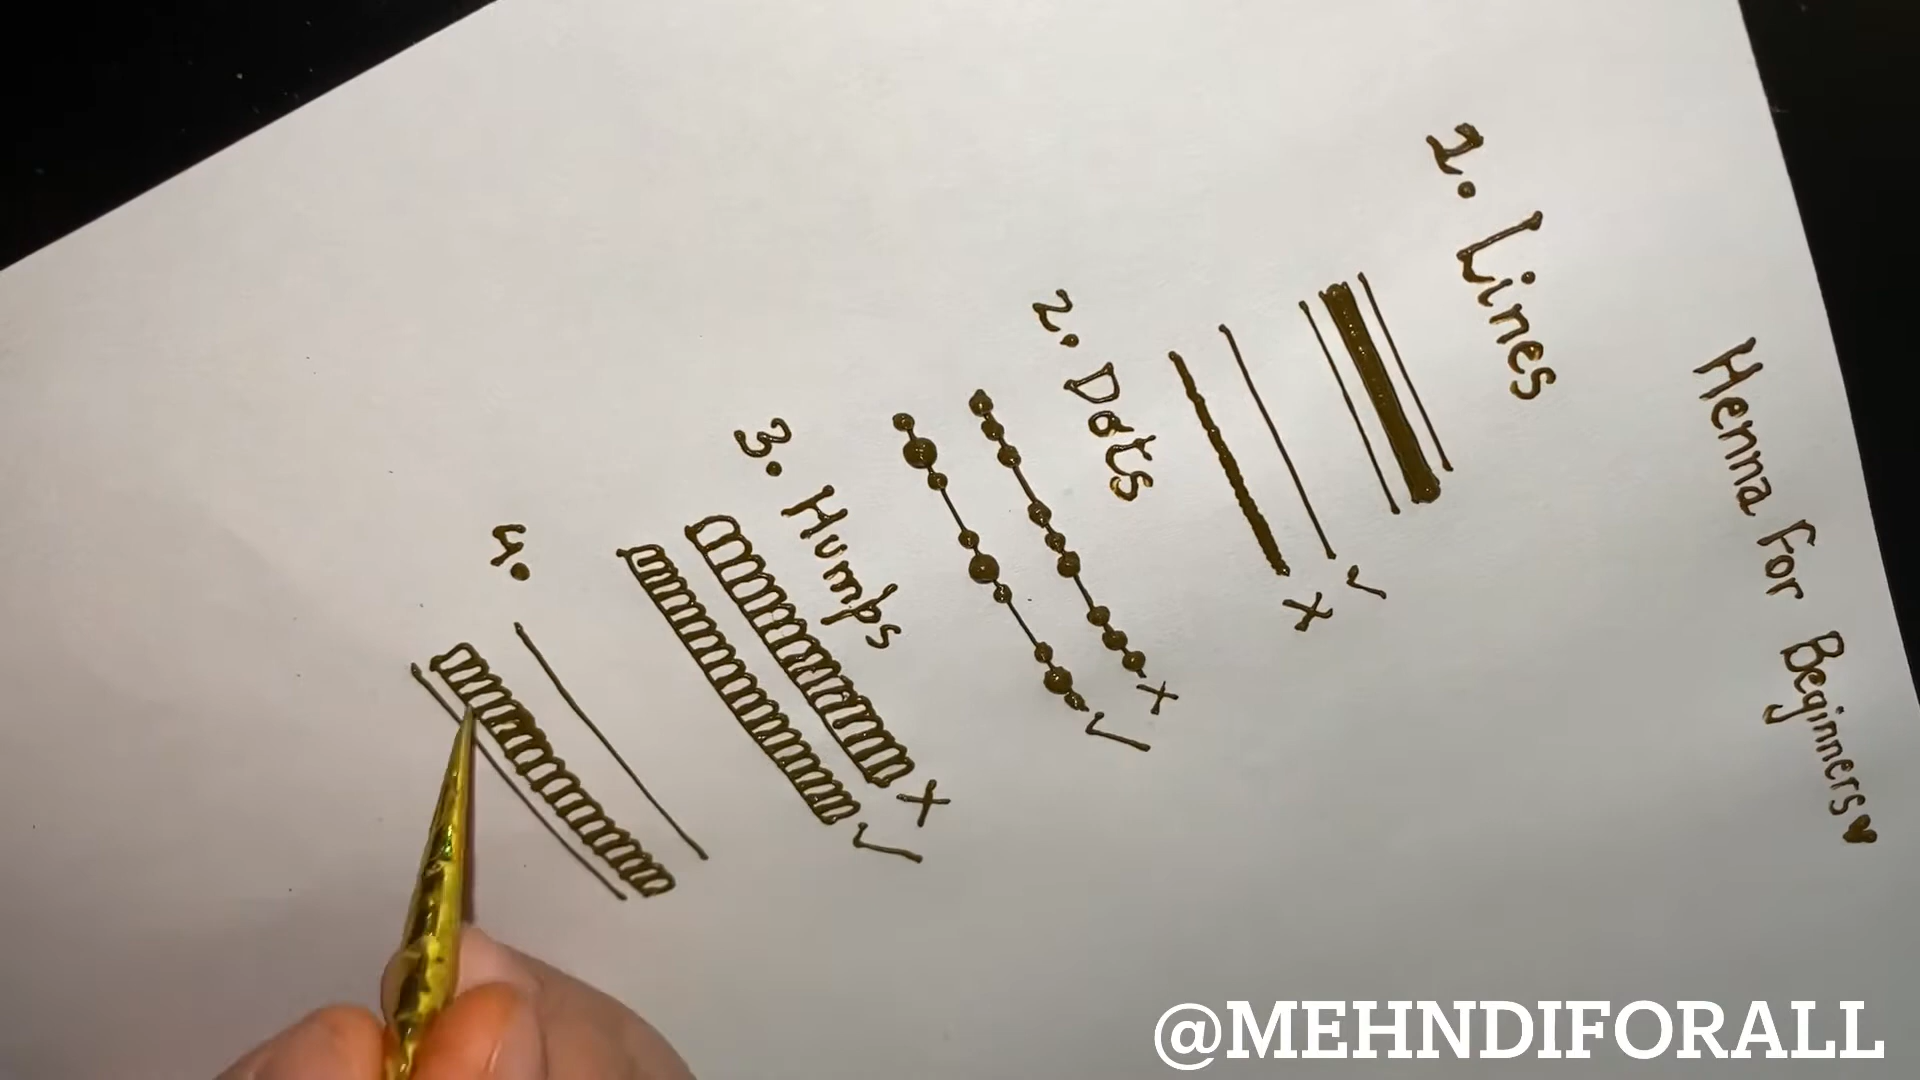 Henna For Beginners♥
1. Lines
✓
X
2. Dots
X
✓
3. Humps
X
✓
4.
@MEHNDIFORALL